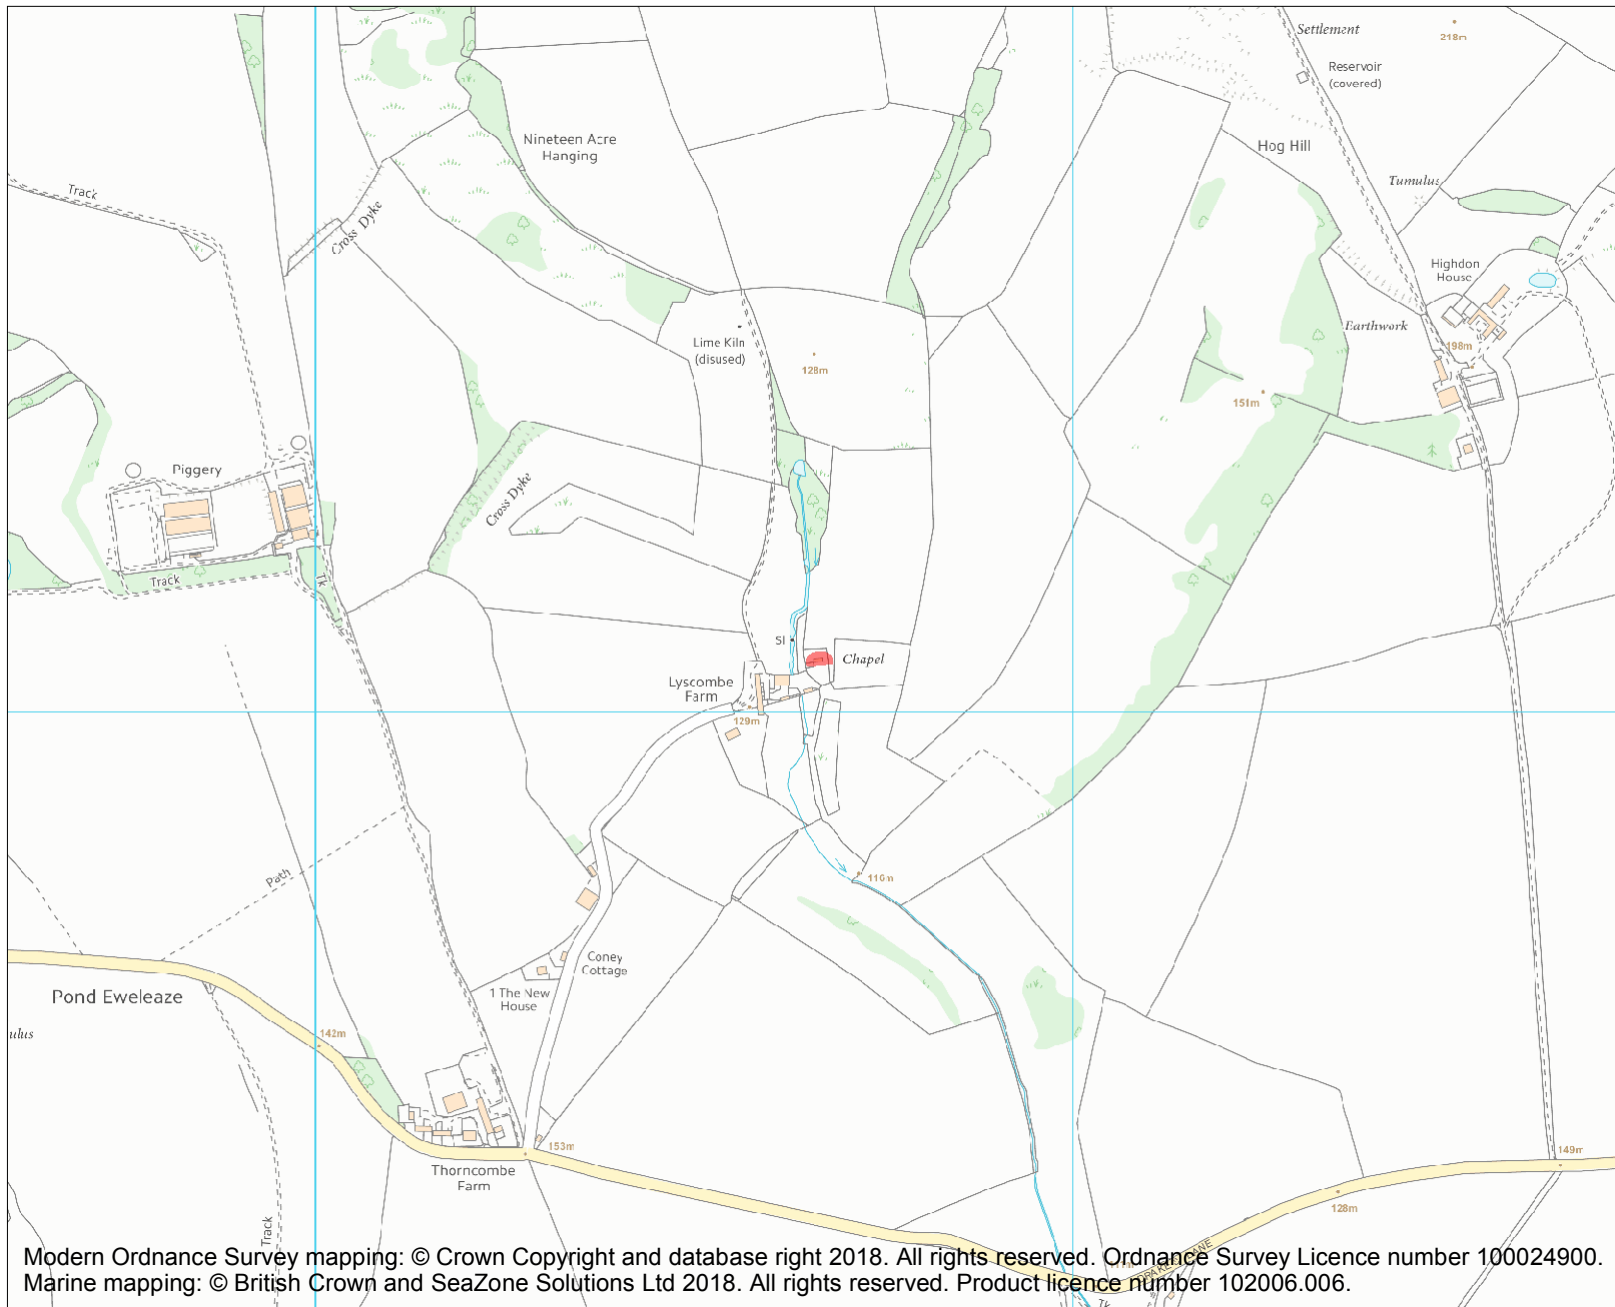 Settlement
218m
Reservoir
(covered)
Nineteen Acre
Hanging
Hog Hill
Track
Tumulus
Cross Dyke
Highdon
House
Earthwork
Lime Kiln
(disused)
198m
128m
151m
Piggery
Cross Dyke
Track
Tk
Sl
Chapel
Lyscombe
Farm
129m
Path
116m
Coney
Cottage
Pond Eweleaze
1 The New
House
ulus
142m
153m
149m
Thorncombe
Farm
128m
Track
Modern Ordnance Survey mapping: © Crown Copyright and database right 2018. All rights reserved. Ordnance Survey Licence number 100024900.
Marine mapping: © British Crown and SeaZone Solutions Ltd 2018. All rights reserved. Product licence number 102006.006.
Tk